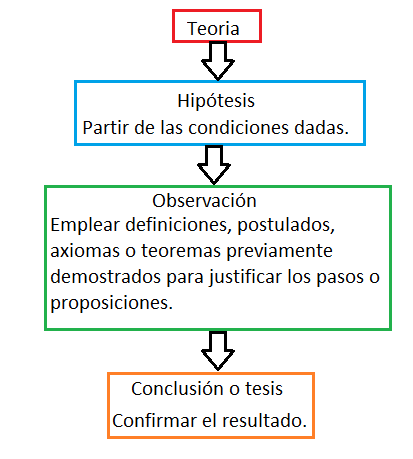 Teoria
Hipótesis
Partir de las condiciones dadas.
Observación
Emplear definiciones, postulados,
axiomas o teoremas previamente
demostrados para justificar los pasos o
proposiciones.
Conclusión o tesis
Confirmar el resultado.